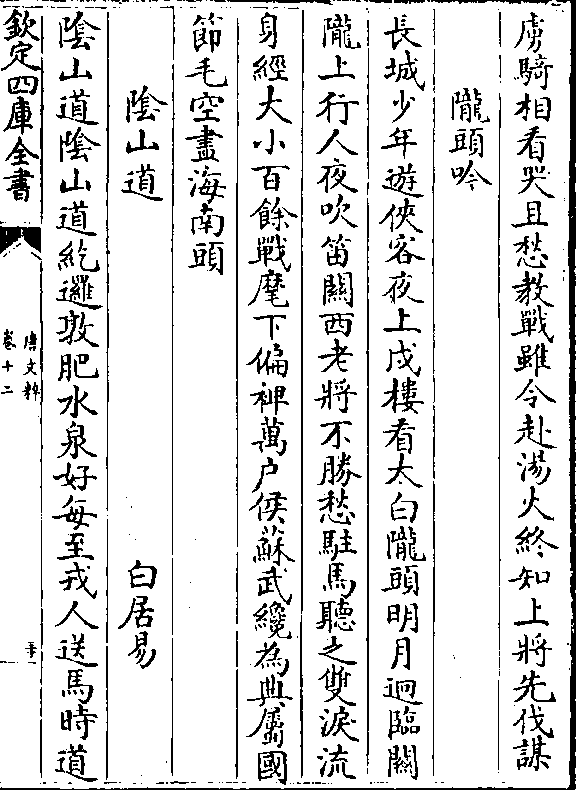 虜騎相看哭且愁教戰雖令赴湯火終知上將先伐謀
隴頭吟
長城少年遊俠客夜上戍樓看太白隴頭明月迥臨關
隴上行人夜吹笛關西老將不勝愁駐馬聽之雙淚流
身經大小百餘戰麾下偏裨萬户侯蘇武纔為典屬國
節毛空盡海南頭
隂山道　白居易
隂山道隂山道紇邏敦肥水泉好每至戎人送馬時道
欽定四庫全書
唐文粹
卷十二